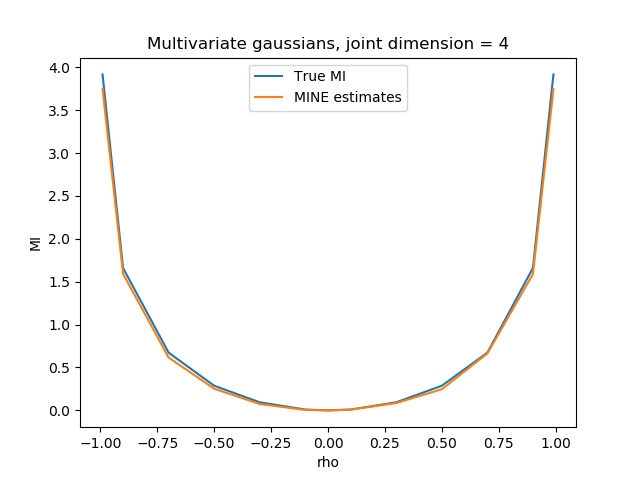 Multivariate gaussians, joint dimension = 4
True MI
MINE estimates
MI
4.0
3.5
3.0
2.5
2.0
1.5
1.0
0.5
0.0
−1.00 −0.75 −0.50 −0.25 0.00 0.25 0.50 0.75 1.00
rho